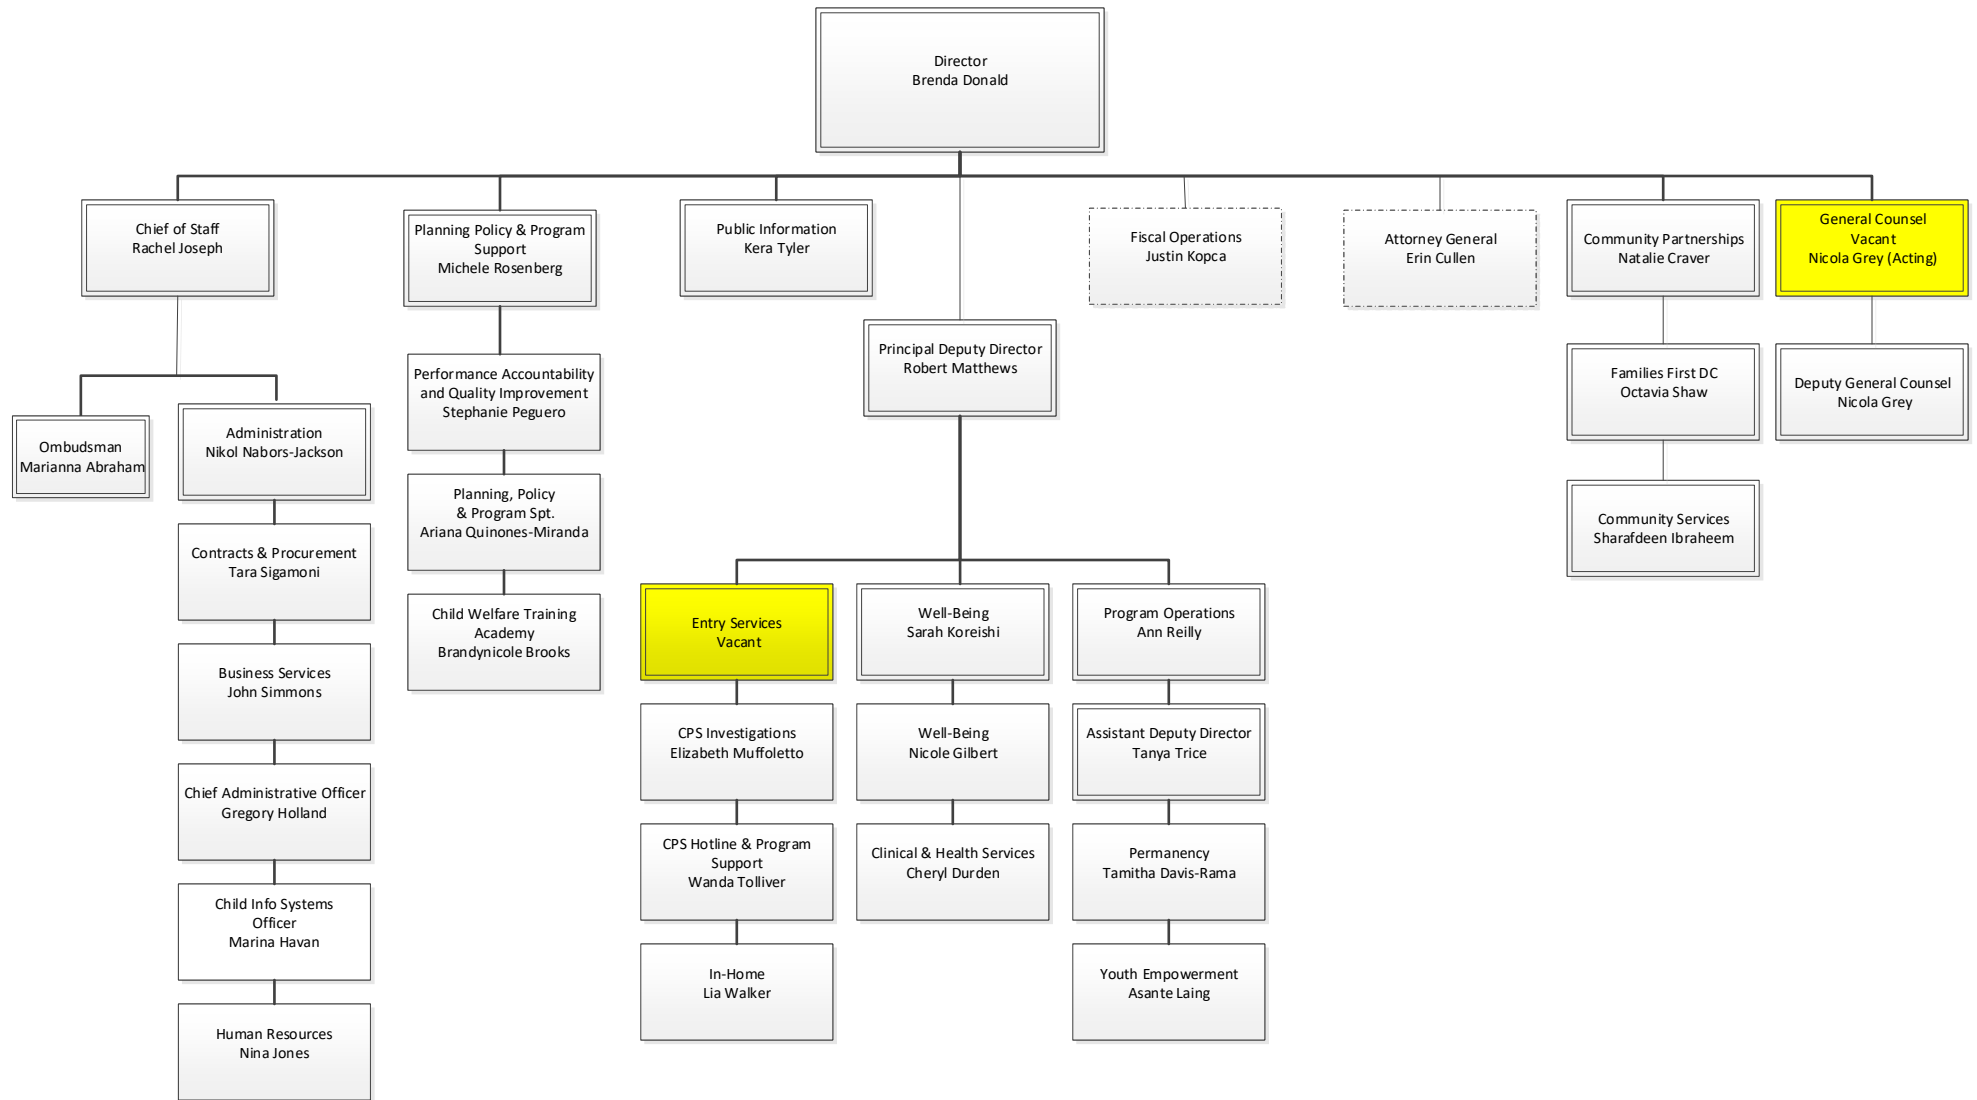 Director
Brenda Donald
Chief of Staff
Rachel Joseph
Planning Policy & Program
Support
Michele Rosenberg
Public Information
Kera Tyler
Fiscal Operations
Justin Kopca
Attorney General
Erin Cullen
Community Partnerships
Natalie Craver
General Counsel
Vacant
Nicola Grey (Acting)
Principal Deputy Director
Robert Matthews
Performance Accountability
and Quality Improvement
Stephanie Peguero
Families First DC
Octavia Shaw
Deputy General Counsel
Nicola Grey
Ombudsman
Marianna Abraham
Administration
Nikol Nabors-Jackson
Planning, Policy
& Program Spt.
Ariana Quinones-Miranda
Community Services
Sharafdeen Ibraheem
Contracts & Procurement
Tara Sigamoni
Child Welfare Training
Academy
Brandynicole Brooks
Entry Services
Vacant
Well-Being
Sarah Koreishi
Program Operations
Ann Reilly
Business Services
John Simmons
CPS Investigations
Elizabeth Muffoletto
Well-Being
Nicole Gilbert
Assistant Deputy Director
Tanya Trice
Chief Administrative Officer
Gregory Holland
CPS Hotline & Program
Support
Wanda Tolliver
Clinical & Health Services
Cheryl Durden
Permanency
Tamitha Davis-Rama
Child Info Systems
Officer
Marina Havan
In-Home
Lia Walker
Youth Empowerment
Asante Laing
Human Resources
Nina Jones